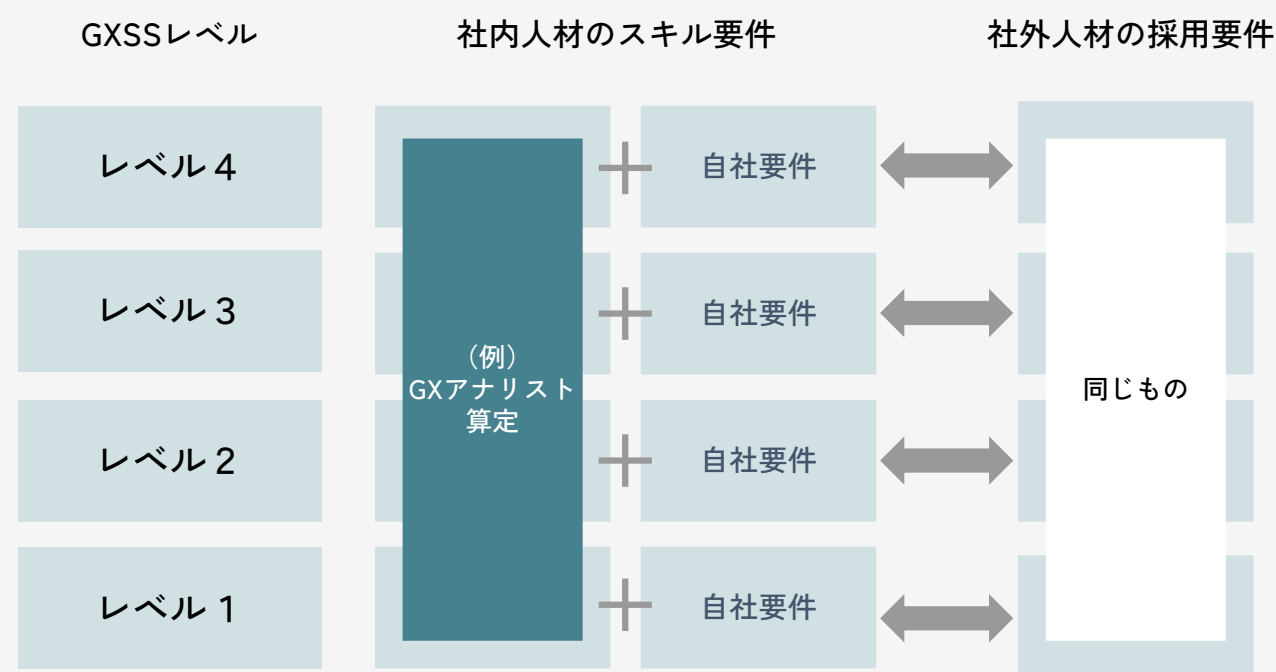 GXSSレベル
社内人材のスキル要件
社外人材の採用要件
レベル４
自社要件
レベル３
自社要件
（例）
GXアナリスト
算定
同じもの
レベル２
自社要件
レベル１
自社要件